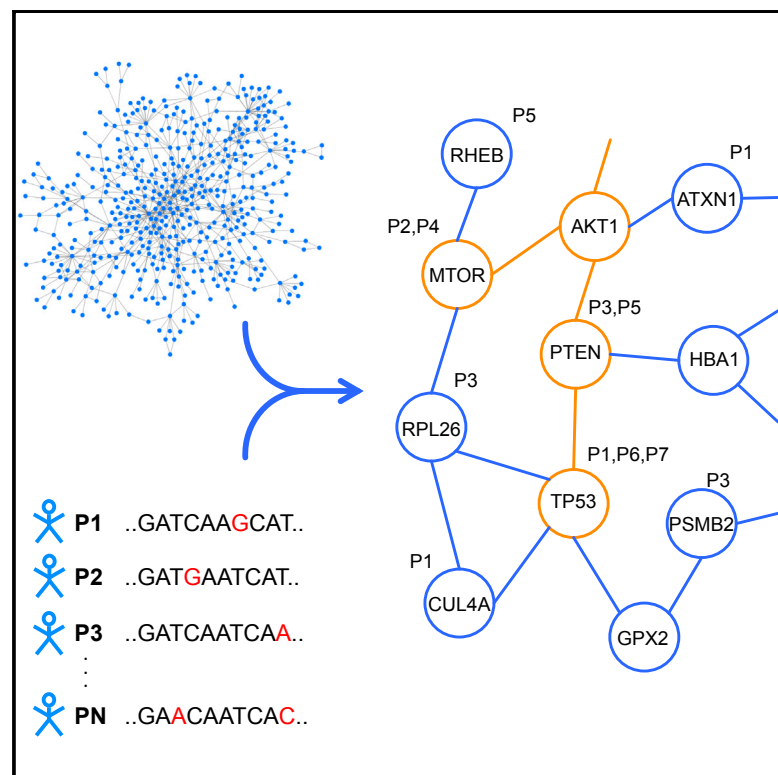 P5
RHEB
P1
ATXN1
P2,P4
AKT1
MTOR
P3,P5
PTEN
HBA1
P3
RPL26
P1,P6,P7
TP53
P3
PSMB2
P1
CUL4A
GPX2
P1 ..GATCAAGCAT..
P2 ..GATGAATCAT..
P3 ..GATCAATCAA..
PN ..GAACAATCAC..